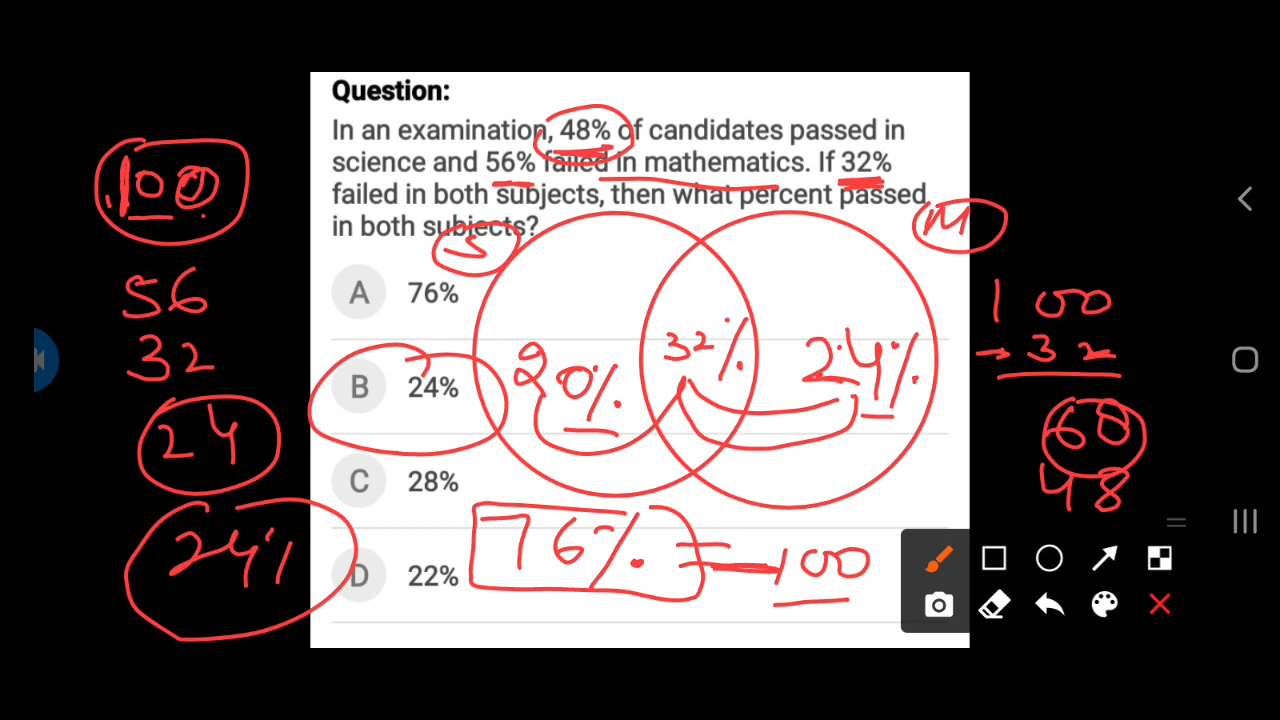 Question:
In an examination, 48% of candidates passed in
science and 56% failed in mathematics. If 32%
failed in both subjects, then what percent passed
in both subjects?
100
S
M
A 76%
56
32
24
24%
B 24%
20%
32%
24%
100
- 32
68
48
C 28%
D 22%
76% = 100